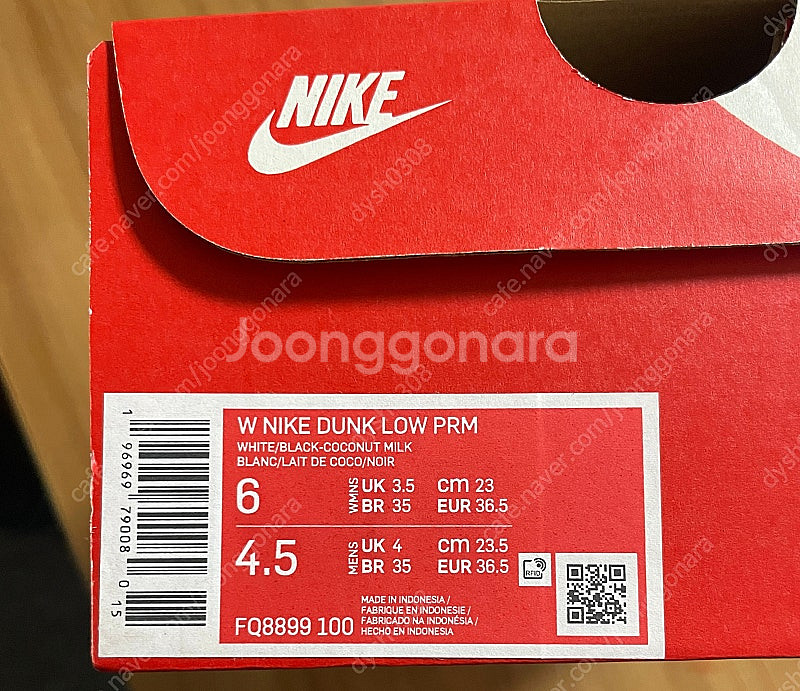 NIKE
Joonggonara
W NIKE DUNK LOW PRM
WHITE/BLACK-COCONUT MILK
BLANC/LAIT DE COCO/NOIR
6 WMNS UK 3.5 cm 23
BR 35 EUR 36.5
4.5 MENS UK 4 cm 23.5
BR 35 EUR 36.5
RFID
MADE IN INDONESIA /
FABRIQUE EN INDONESIE /
FABRICADO NA INDONÉSIA /
HECHO EN INDONESIA
FQ8899 100
1 96969 79008 0 15
cafe.naver.com/joonggonara
dysh0308